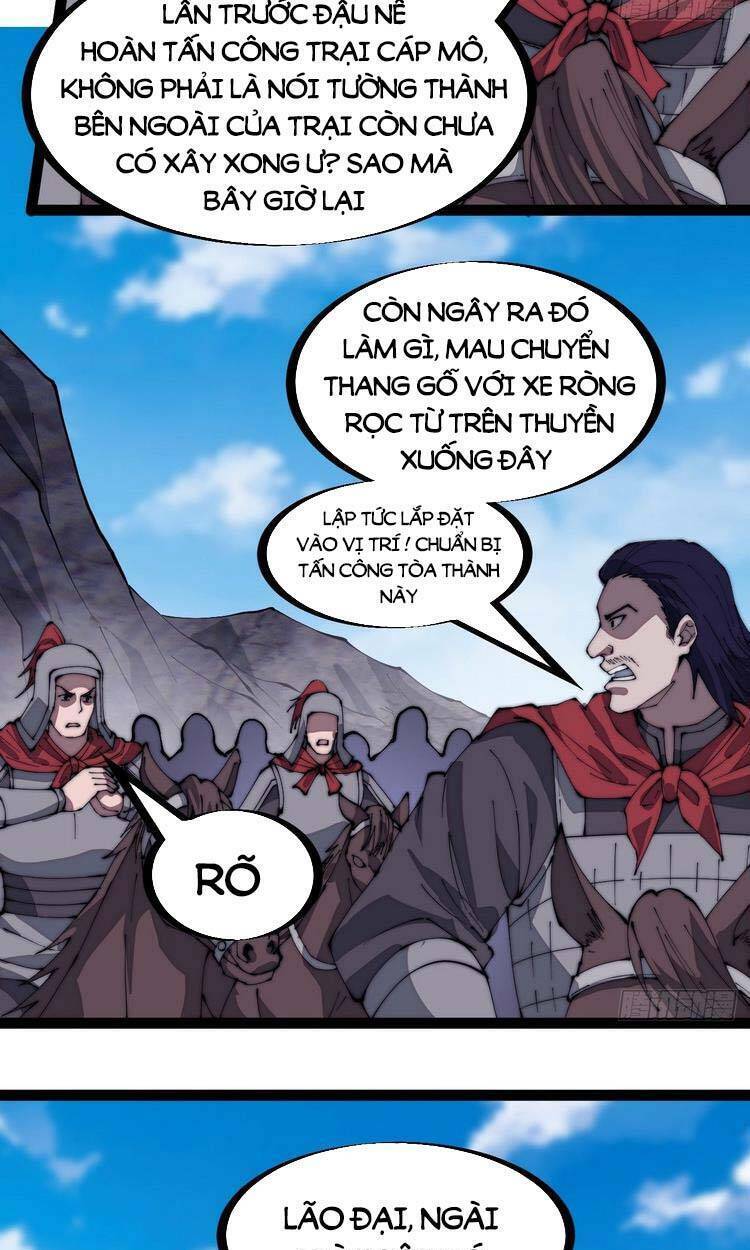 LẦN TRƯỚC ĐẬU NÊ
HOÀN TẤN CÔNG TRẠI CÁP MÔ,
KHÔNG PHẢI LÀ NÓI TƯỜNG THÀNH
BÊN NGOÀI CỦA TRẠI CÒN CHƯA
CÓ XÂY XONG Ư? SAO MÀ
BÂY GIỜ LẠI
CÒN NGÂY RA ĐÓ
LÀM GÌ, MAU CHUYỂN
THANG GỖ VỚI XE RÒNG
RỌC TỪ TRÊN THUYỀN
XUỐNG ĐÂY
LẬP TỨC LẮP ĐẶT
VÀO VỊ TRÍ! CHUẨN BỊ
TẤN CÔNG TÒA THÀNH
NÀY
RÕ
LÃO ĐẠI, NGÀI